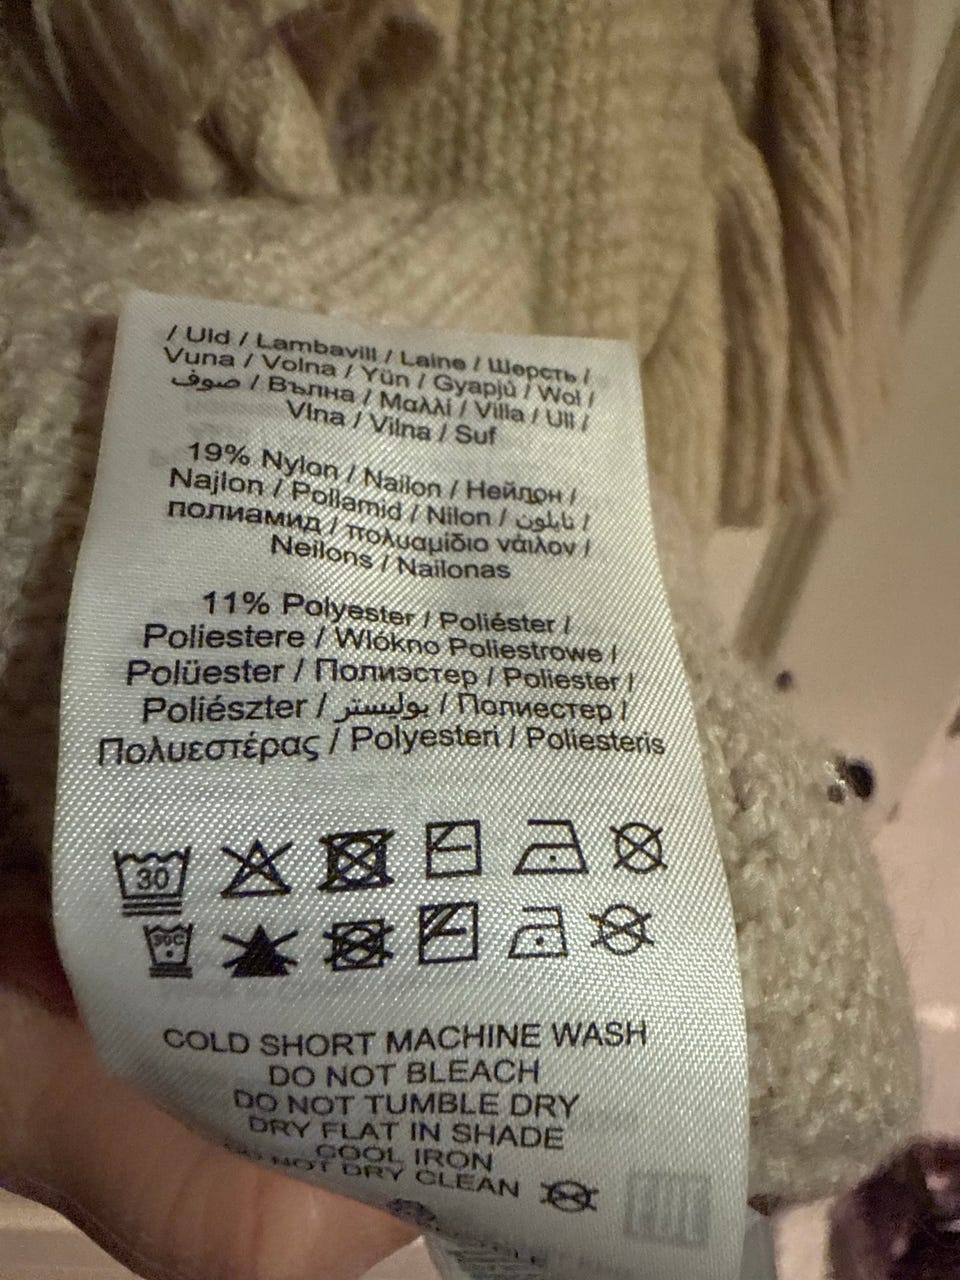 / Uld / Lambavill / Laine / Шерсть /
Vuna / Volna / Yün / Gyapjú / Wol /
صوف / Вълна / Μαλλί / Villa / Ull /
Vlna / Vilna / Suf
19% Nylon / Nailon / Нейлон /
Najlon / Poliamid / Nilon / نايلون /
полиамид / πολυαμίδιο νάιλον /
Neilons / Nailonas
11% Polyester / Poliéster /
Poliestere / Wlókno Poliestrowe /
Polüester / Полиэстер / Poliester /
Poliészter / بوليستر / Полиестер /
Πολυεστέρας / Polyesteri / Poliesteris
30
30C
COLD SHORT MACHINE WASH
DO NOT BLEACH
DO NOT TUMBLE DRY
DRY FLAT IN SHADE
COOL IRON
DO NOT DRY CLEAN